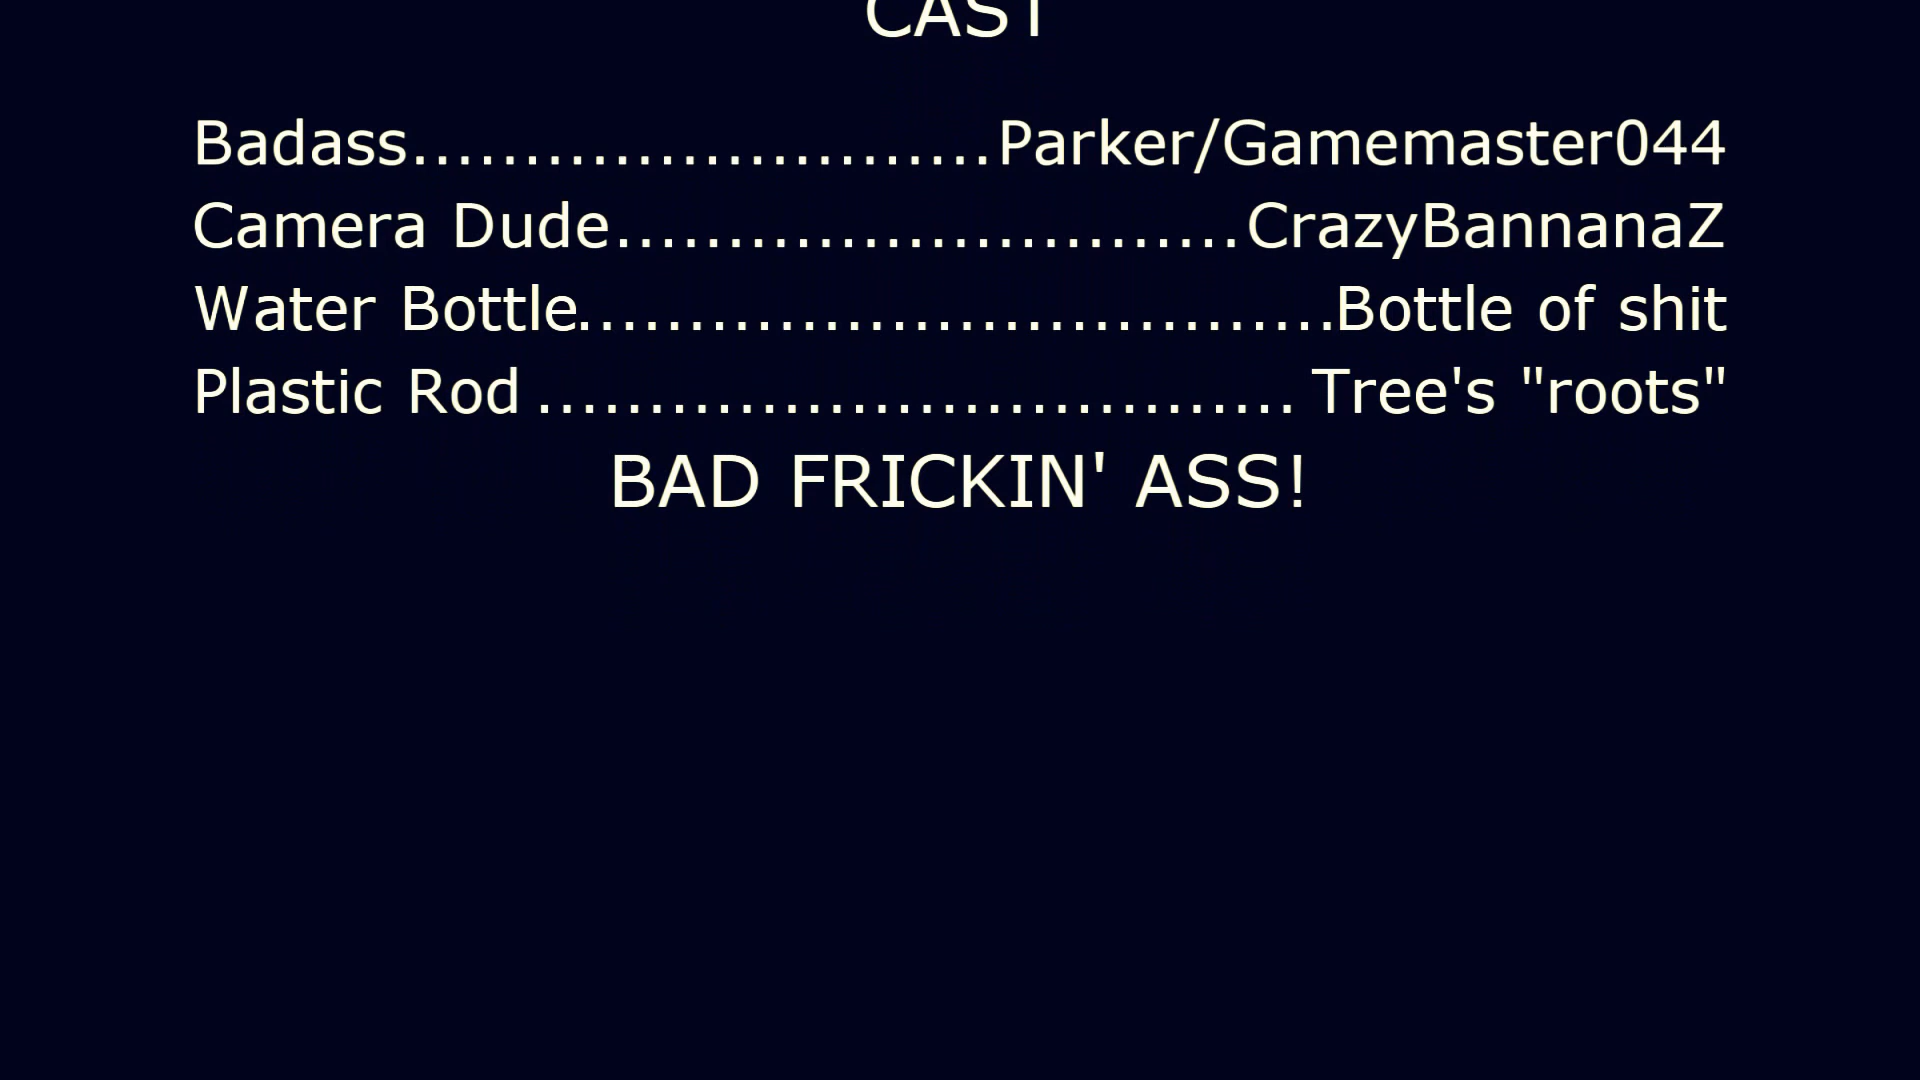 CAST
Badass..........................Parker/Gamemaster044
Camera Dude............................CrazyBannanaZ
Water Bottle..................................Bottle of shit
Plastic Rod .................................. Tree's "roots"
BAD FRICKIN' ASS!